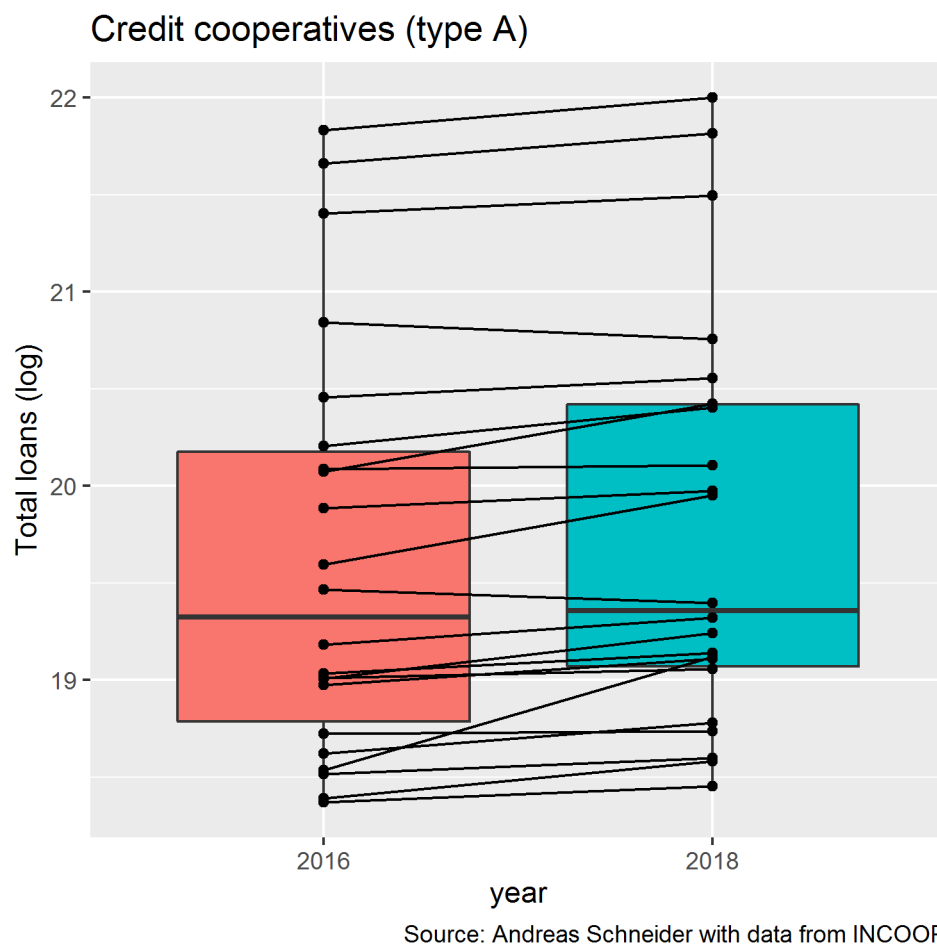 Credit cooperatives (type A)
Total loans (log)
22
21
20
19
2016 2018
year
Source: Andreas Schneider with data from